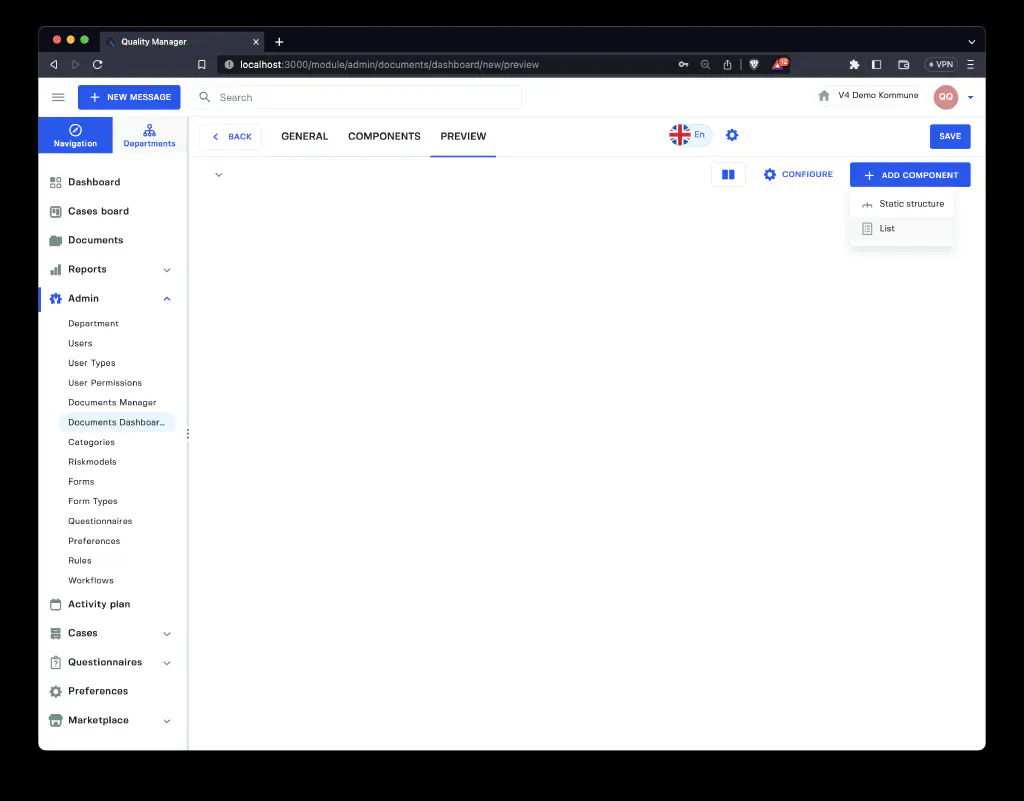 Quality Manager
localhost:3000/module/admin/documents/dashboard/new/preview
12
VPN
NEW MESSAGE
Search
V4 Demo Kommune
QQ
Navigation
Departments
BACK
GENERAL
COMPONENTS
PREVIEW
En
SAVE
CONFIGURE
ADD COMPONENT
Static structure
List
Dashboard
Cases board
Documents
Reports
Admin
Department
Users
User Types
User Permissions
Documents Manager
Documents Dashboar...
Categories
Riskmodels
Forms
Form Types
Questionnaires
Preferences
Rules
Workflows
Activity plan
Cases
Questionnaires
Preferences
Marketplace